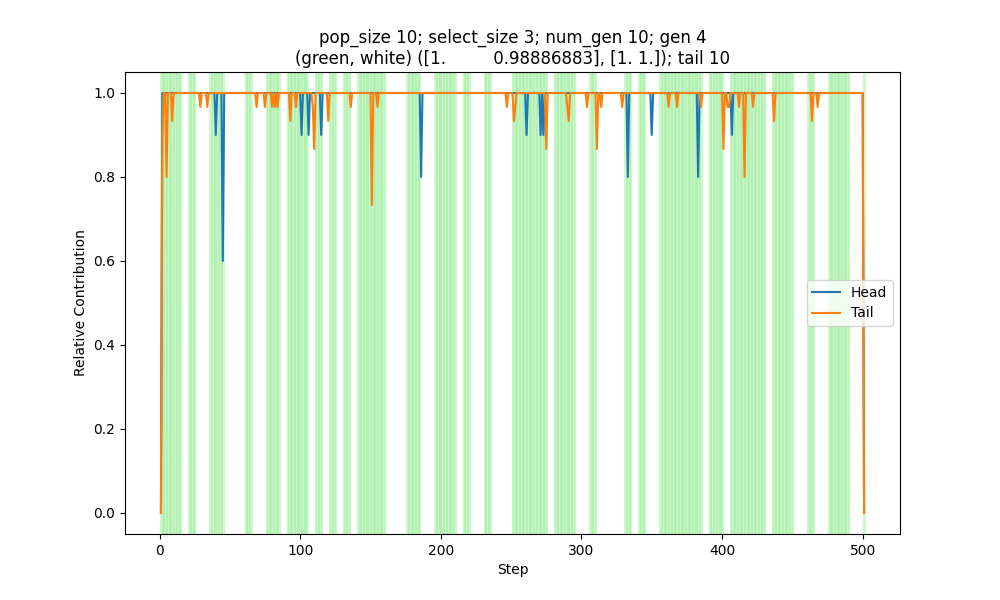 pop_size 10; select_size 3; num_gen 10; gen 4
(green, white) ([1.         0.98886883], [1. 1.]); tail 10
1.0
0.8
0.6
0.4
0.2
0.0
Relative Contribution
Head
Tail
0 100 200 300 400 500
Step